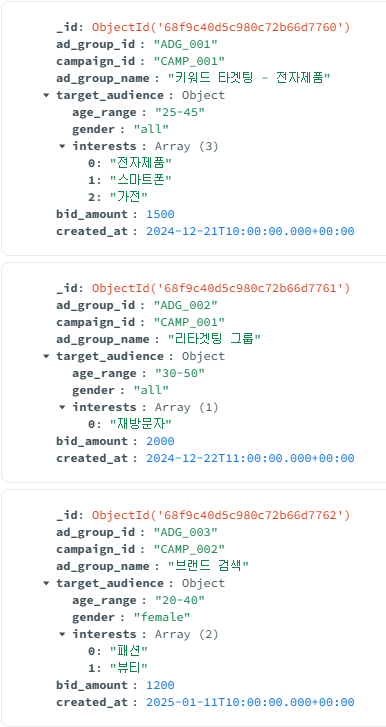 _id: ObjectId('68f9c40d5c980c72b66d7760')
ad_group_id : "ADG_001"
campaign_id : "CAMP_001"
ad_group_name : "키워드 타겟팅 - 전자제품"
target_audience : Object
age_range : "25-45"
gender : "all"
interests : Array (3)
0: "전자제품"
1: "스마트폰"
2: "가전"
bid_amount : 1500
created_at : 2024-12-21T10:00:00.000+00:00
_id: ObjectId('68f9c40d5c980c72b66d7761')
ad_group_id : "ADG_002"
campaign_id : "CAMP_001"
ad_group_name : "리타겟팅 그룹"
target_audience : Object
age_range : "30-50"
gender : "all"
interests : Array (1)
0: "재방문자"
bid_amount : 2000
created_at : 2024-12-22T11:00:00.000+00:00
_id: ObjectId('68f9c40d5c980c72b66d7762')
ad_group_id : "ADG_003"
campaign_id : "CAMP_002"
ad_group_name : "브랜드 검색"
target_audience : Object
age_range : "20-40"
gender : "female"
interests : Array (2)
0: "패션"
1: "뷰티"
bid_amount : 1200
created_at : 2025-01-11T10:00:00.000+00:00